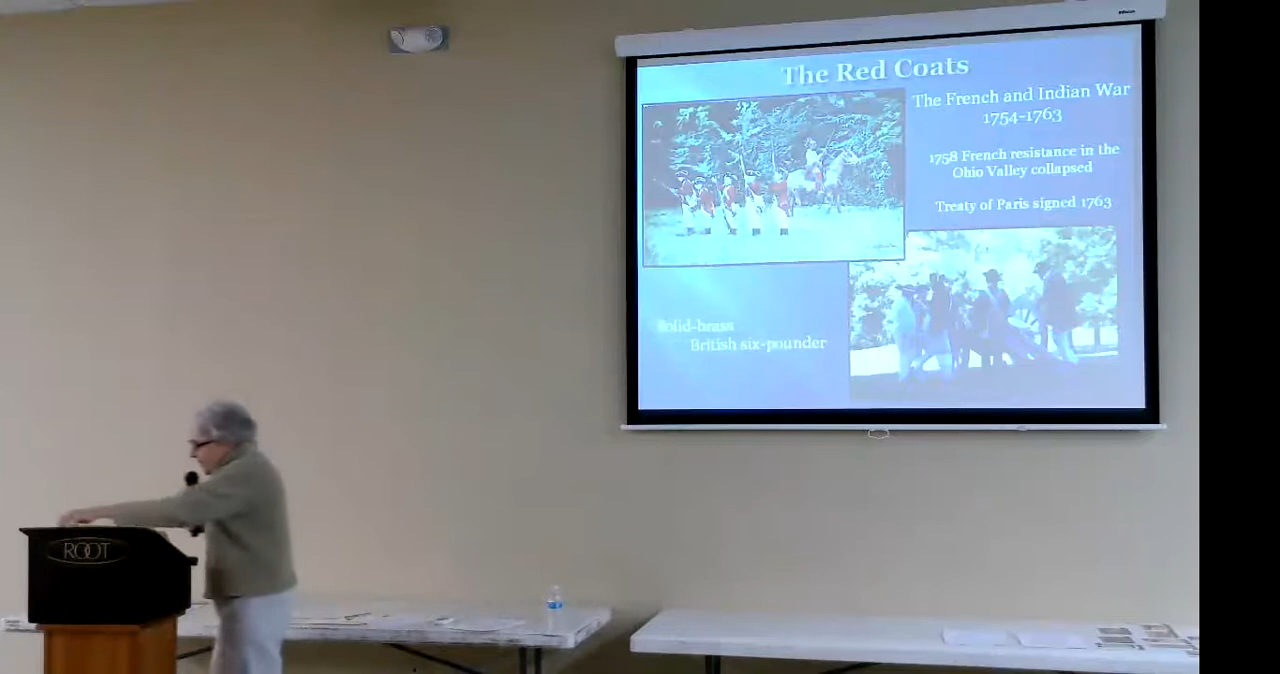 The Red Coats
The French and Indian War
1754-1763
1758 French resistance in the
Ohio Valley collapsed
Treaty of Paris signed 1763
Solid-brass
British six-pounder
ROOT